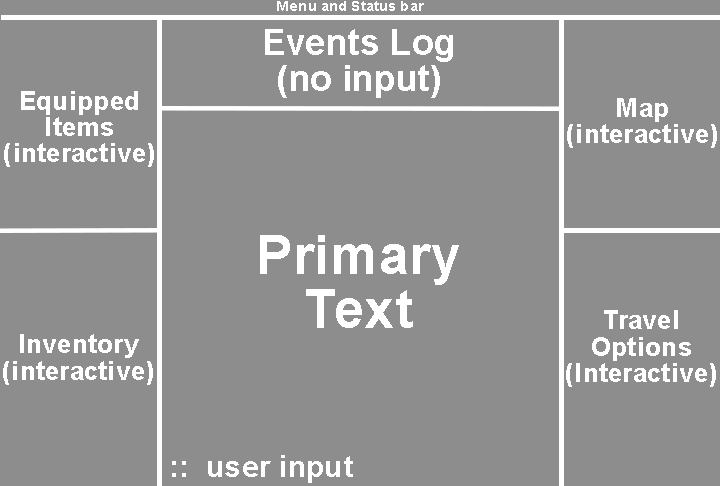 Menu and Status bar
Events Log
(no input)
Equipped
Items
(interactive)
Map
(interactive)
Primary
Text
Inventory
(interactive)
Travel
Options
(Interactive)
:: user input